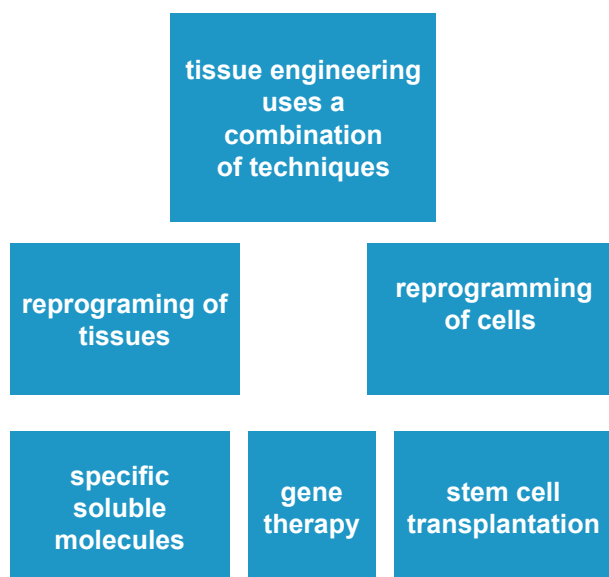 tissue engineering
uses a
combination
of techniques
reprograming of
tissues
reprogramming
of cells
specific
soluble
molecules
gene
therapy
stem cell
transplantation